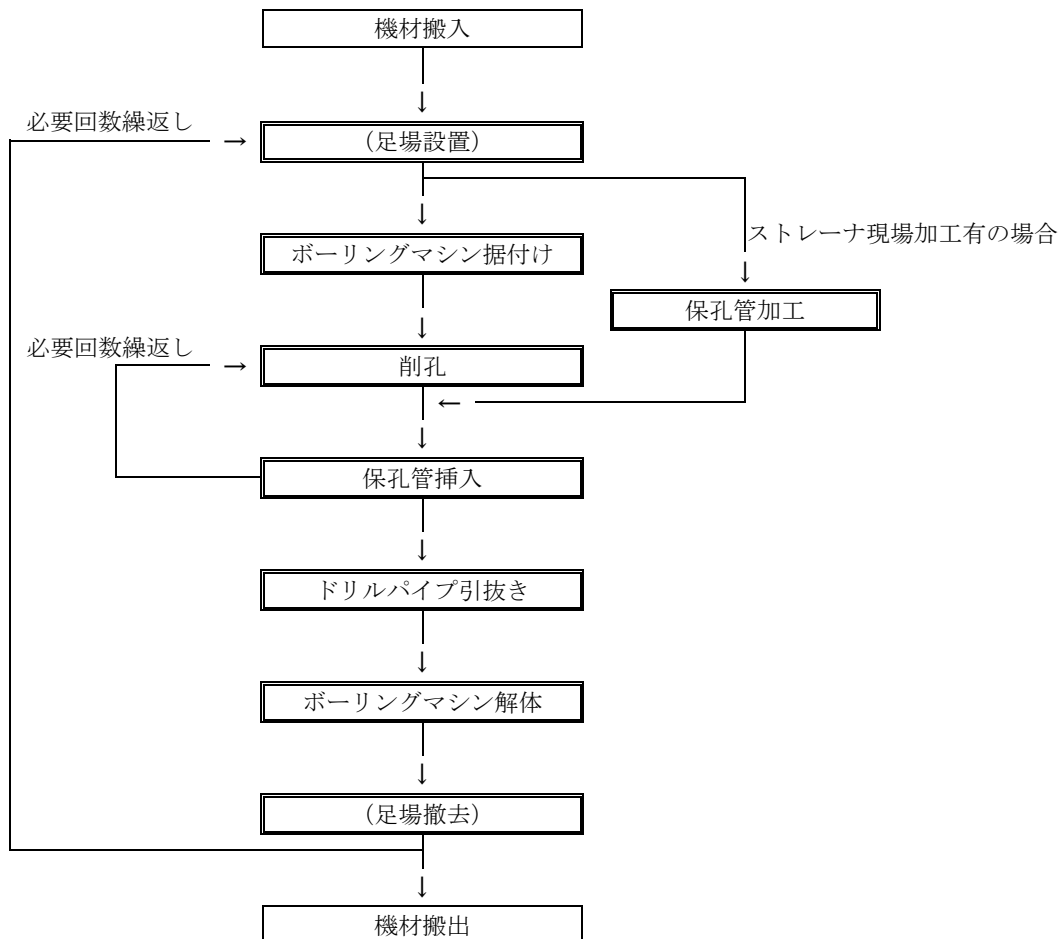 機材搬入
↓
必要回数繰返し
→
（足場設置）
↓
ストレーナ現場加工有の場合
ボーリングマシン据付け
↓
保孔管加工
↓
必要回数繰返し
→
削孔
←
↓
保孔管挿入
↓
ドリルパイプ引抜き
↓
ボーリングマシン解体
↓
（足場撤去）
↓
機材搬出